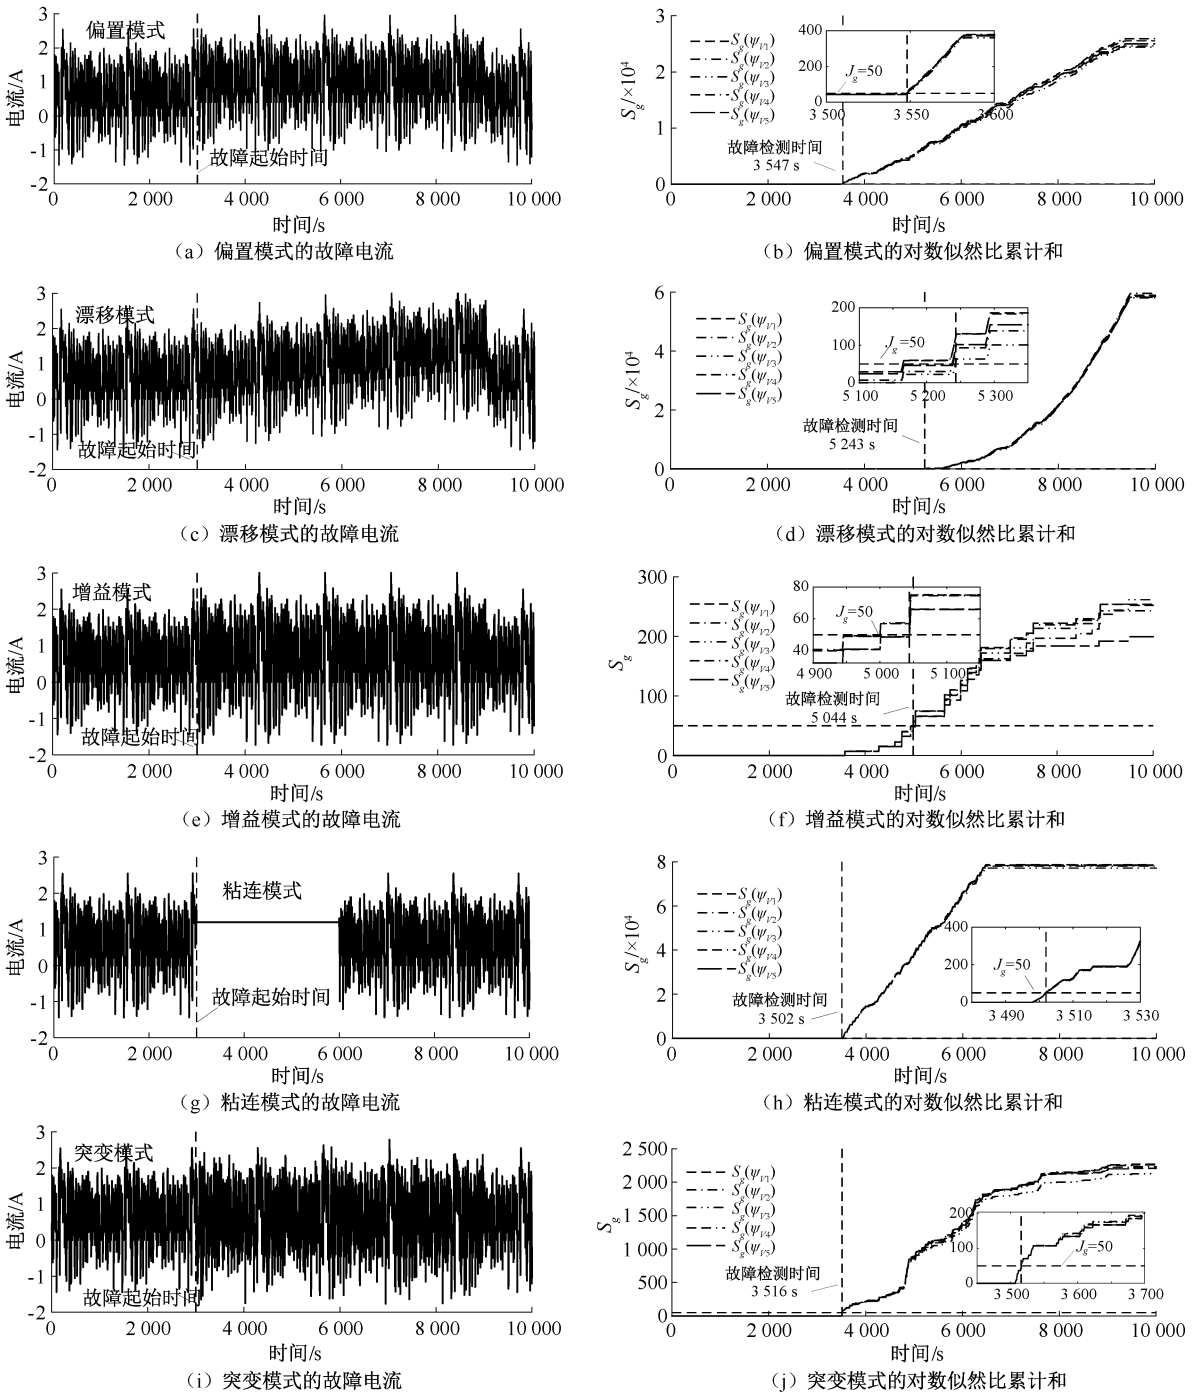 3
2
1
0
-1
-2
电流/A
偏置模式
故障起始时间
0
2 000
4 000
6 000
8 000
10 000
时间/s
（a）偏置模式的故障电流
3
2
1
0
S_g/×10⁴
S_g(ψ_V1)
S_g(ψ_V2)
S_g(ψ_V3)
S_g(ψ_V4)
S_g(ψ_V5)
400
200
0
J_g=50
3 500
3 550
3 600
故障检测时间
3 547 s
0
2 000
4 000
6 000
8 000
10 000
时间/s
（b）偏置模式的对数似然比累计和
3
2
1
0
-1
-2
电流/A
漂移模式
故障起始时间
0
2 000
4 000
6 000
8 000
10 000
时间/s
（c）漂移模式的故障电流
6
4
2
0
S_g/×10⁴
S_g(ψ_V1)
S_g(ψ_V2)
S_g(ψ_V3)
S_g(ψ_V4)
S_g(ψ_V5)
200
100
0
J_g=50
5 100
5 200
5 300
故障检测时间
5 243 s
0
2 000
4 000
6 000
8 000
10 000
时间/s
（d）漂移模式的对数似然比累计和
3
2
1
0
-1
-2
电流/A
增益模式
故障起始时间
0
2 000
4 000
6 000
8 000
10 000
时间/s
（e）增益模式的故障电流
300
200
100
0
S_g
S_g(ψ_V1)
S_g(ψ_V2)
S_g(ψ_V3)
S_g(ψ_V4)
S_g(ψ_V5)
80
60
40
J_g=50
4 900
5 000
5 100
故障检测时间
5 044 s
0
2 000
4 000
6 000
8 000
10 000
时间/s
（f）增益模式的对数似然比累计和
3
2
1
0
-1
-2
电流/A
粘连模式
故障起始时间
0
2 000
4 000
6 000
8 000
10 000
时间/s
（g）粘连模式的故障电流
8
6
4
2
0
S_g/×10⁴
S_g(ψ_V1)
S_g(ψ_V2)
S_g(ψ_V3)
S_g(ψ_V4)
S_g(ψ_V5)
400
200
0
J_g=50
3 490
3 510
3 530
故障检测时间
3 502 s
0
2 000
4 000
6 000
8 000
10 000
时间/s
（h）粘连模式的对数似然比累计和
3
2
1
0
-1
-2
电流/A
突变模式
故障起始时间
0
2 000
4 000
6 000
8 000
10 000
时间/s
（i）突变模式的故障电流
2 500
2 000
1 500
1 000
500
0
S_g
S_g(ψ_V1)
S_g(ψ_V2)
S_g(ψ_V3)
S_g(ψ_V4)
S_g(ψ_V5)
200
100
0
J_g=50
3 500
3 600
3 700
故障检测时间
3 516 s
0
2 000
4 000
6 000
8 000
10 000
时间/s
（j）突变模式的对数似然比累计和